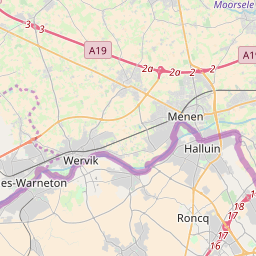 Moorsele
3
3
A19
2a
2a
2
2
A19
Menen
Halluin
Wervik
es-Warneton
Roncq
18
17
17
16